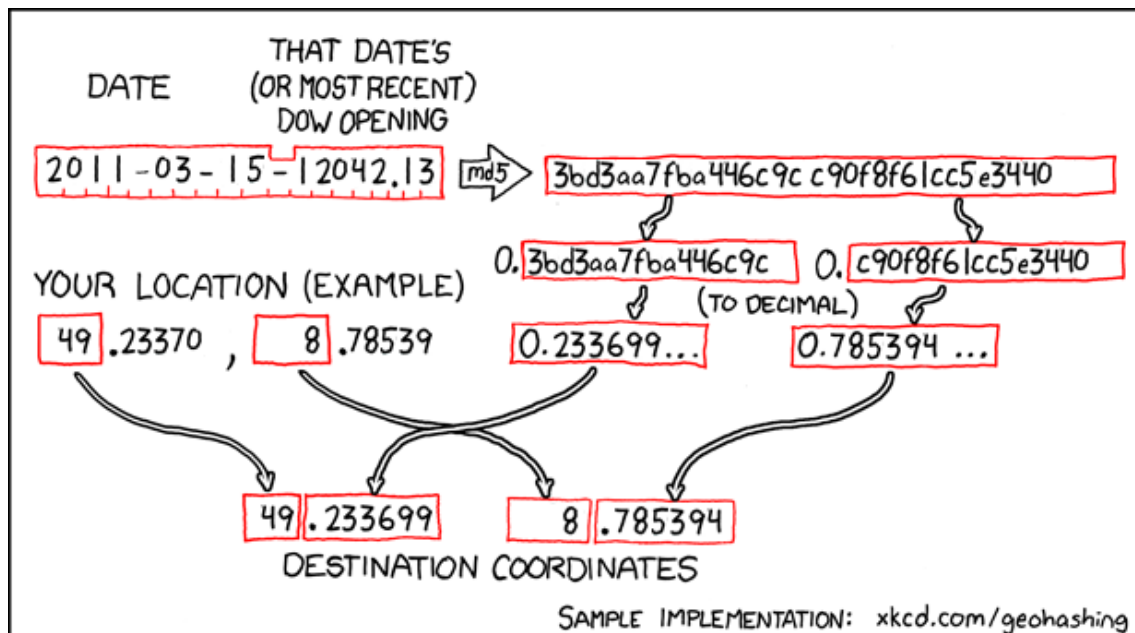 THAT DATE'S
DATE (OR MOST RECENT)
DOW OPENING
2011-03-15-12042.13 md5 3bd3aa7fba446c9c c90f8f61cc5e3440
0.3bd3aa7fba446c9c 0.c90f8f61cc5e3440
YOUR LOCATION (EXAMPLE) (TO DECIMAL)
49.23370, 8.78539 0.233699... 0.785394...
49.233699 8.785394
DESTINATION COORDINATES
SAMPLE IMPLEMENTATION: xkcd.com/geohashing